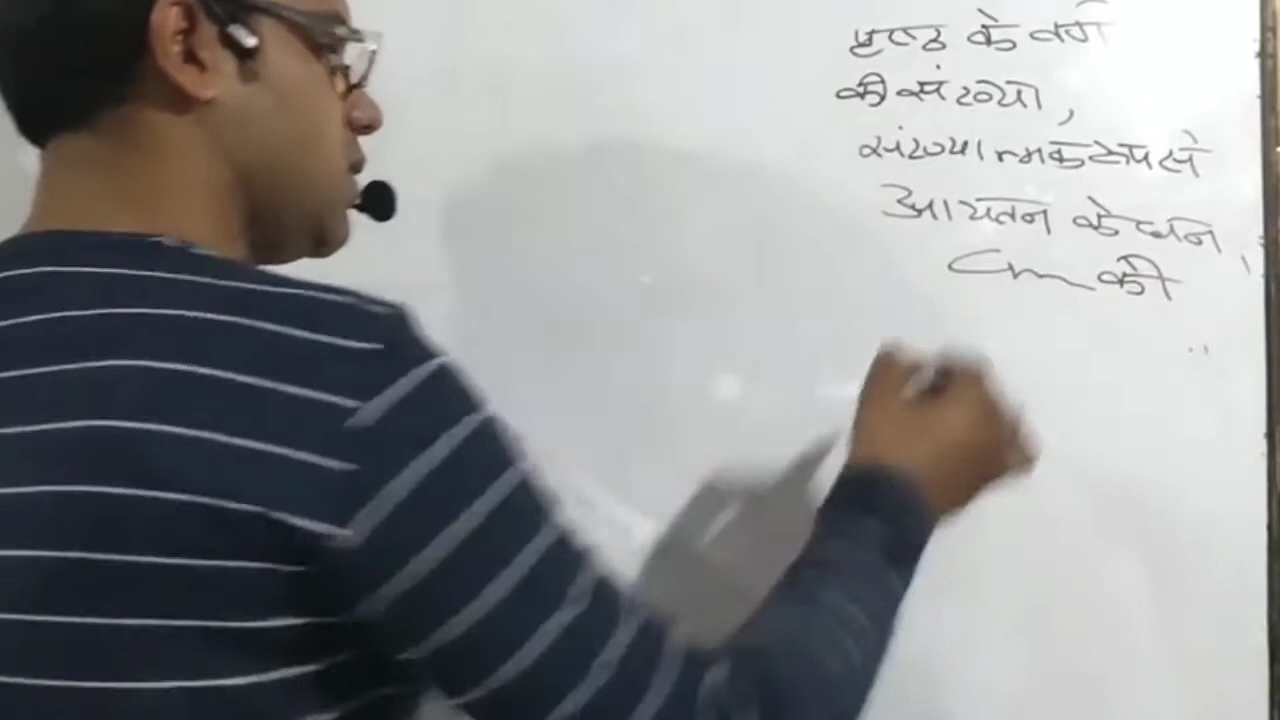 पृष्ठ के वर्ग
की संख्या,
संख्यात्मक रूप से
आयतन के घन,
cm की